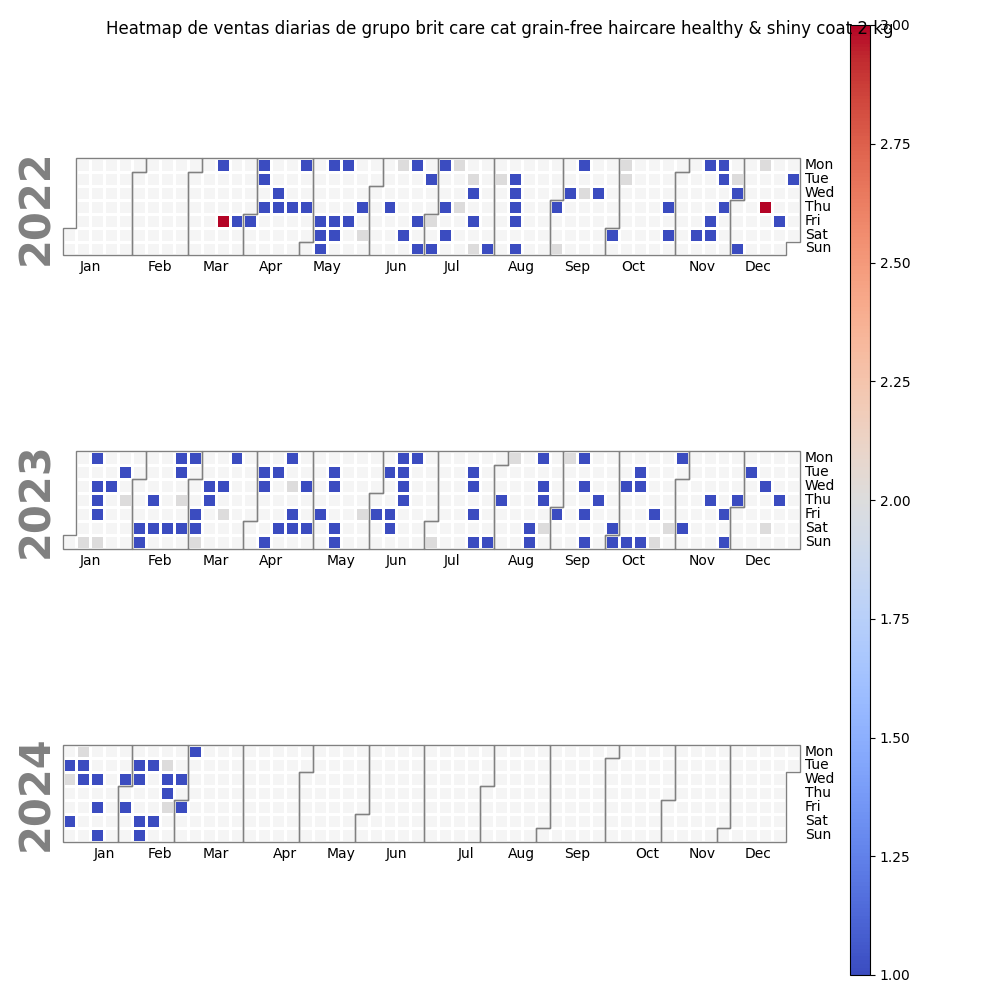 Heatmap de ventas diarias de grupo brit care cat grain-free haircare healthy & shiny coat 2 kg
3.00
2.75
2.50
2.25
2.00
1.75
1.50
1.25
1.00
2022
Mon
Tue
Wed
Thu
Fri
Sat
Sun
Jan Feb Mar Apr May Jun Jul Aug Sep Oct Nov Dec
2023
Mon
Tue
Wed
Thu
Fri
Sat
Sun
Jan Feb Mar Apr May Jun Jul Aug Sep Oct Nov Dec
2024
Mon
Tue
Wed
Thu
Fri
Sat
Sun
Jan Feb Mar Apr May Jun Jul Aug Sep Oct Nov Dec